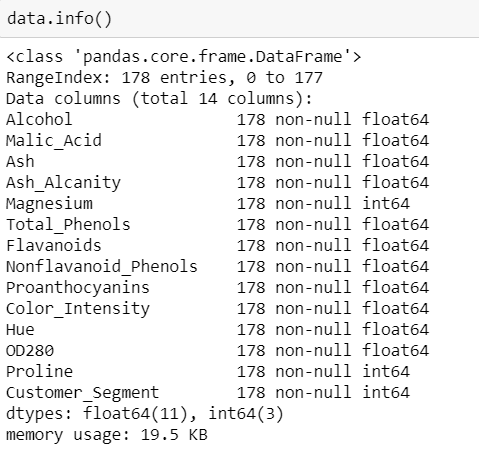 data.info()
<class 'pandas.core.frame.DataFrame'>
RangeIndex: 178 entries, 0 to 177
Data columns (total 14 columns):
Alcohol                 178 non-null float64
Malic_Acid              178 non-null float64
Ash                     178 non-null float64
Ash_Alcanity            178 non-null float64
Magnesium               178 non-null int64
Total_Phenols           178 non-null float64
Flavanoids              178 non-null float64
Nonflavanoid_Phenols    178 non-null float64
Proanthocyanins         178 non-null float64
Color_Intensity         178 non-null float64
Hue                     178 non-null float64
OD280                   178 non-null float64
Proline                 178 non-null int64
Customer_Segment        178 non-null int64
dtypes: float64(11), int64(3)
memory usage: 19.5 KB